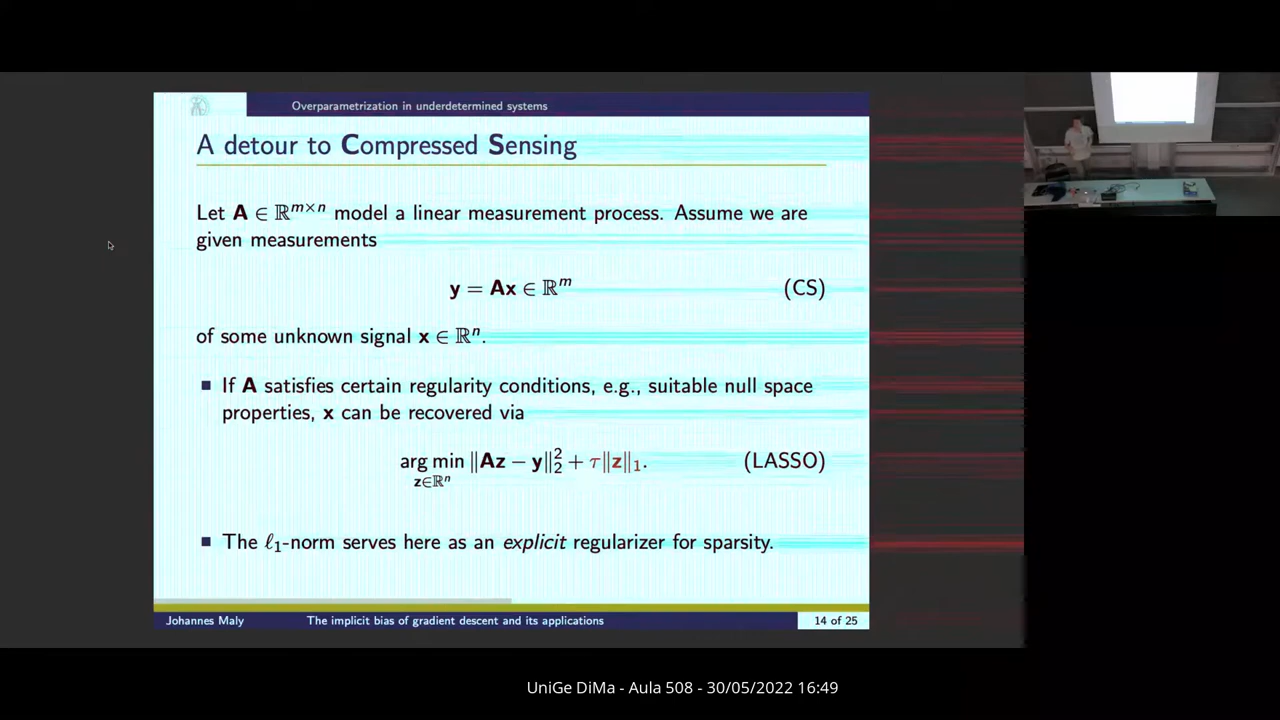 Overparametrization in underdetermined systems
A detour to Compressed Sensing
Let A ∈ ℝ^{m×n} model a linear measurement process. Assume we are
given measurements
y = Ax ∈ ℝ^m (CS)
of some unknown signal x ∈ ℝ^n.
If A satisfies certain regularity conditions, e.g., suitable null space
properties, x can be recovered via
arg min ‖Az − y‖₂² + τ‖z‖₁. (LASSO)
z∈ℝ^n
The ℓ₁-norm serves here as an explicit regularizer for sparsity.
Johannes Maly The implicit bias of gradient descent and its applications 14 of 25
UniGe DiMa - Aula 508 - 30/05/2022 16:49